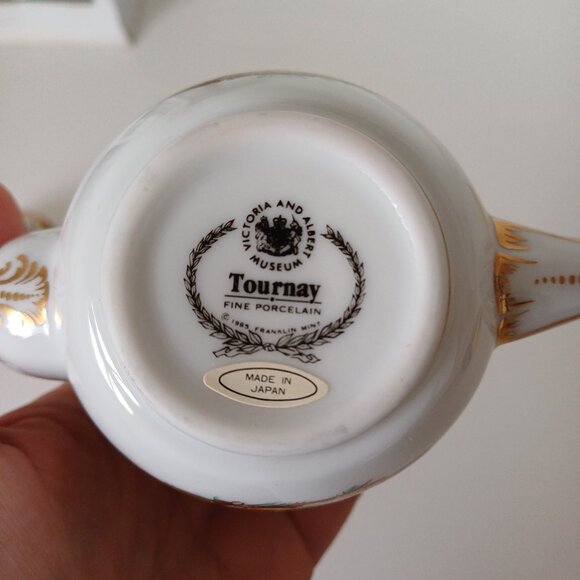 VICTORIA AND ALBERT
MUSEUM
Tournay
FINE PORCELAIN
© 1985 FRANKLIN MINT
MADE IN
JAPAN